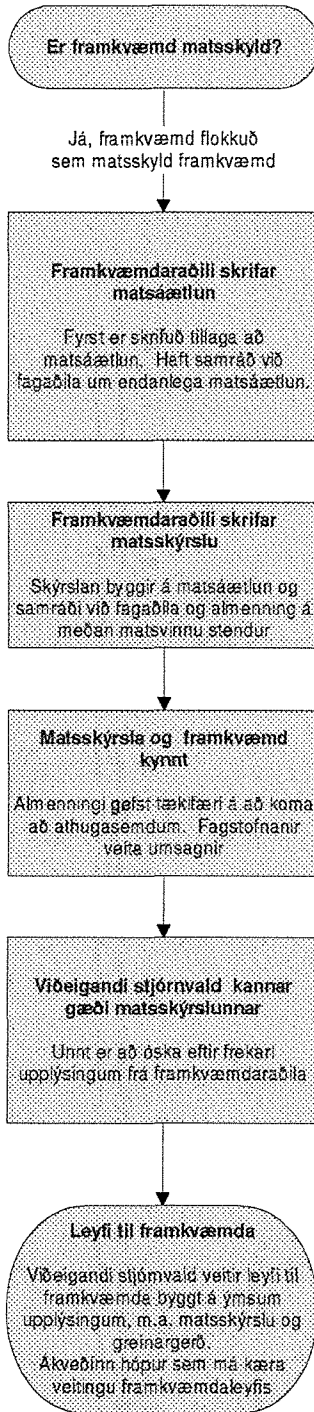 Er framkvæmd matsskyld?
Já, framkvæmd flokkuð
sem matsskyld framkvæmd
Framkvæmdaraðili skrifar
matsáætlun
Fyrst er skrifuð tillaga að
matsáætlun. Haft samráð við
fagaðila um endanlega matsáætlun.
Framkvæmdaraðili skrifar
matsskýrslu
Skýrslan byggir á matsáætlun og
samráði við fagaðila og almenning á
meðan matsvinnu stendur
Matsskýrsla og framkvæmd
kynnt
Almenningi gefst tækifæri á að koma
að athugasemdum. Fagstofnanir
veita umsagnir
Viðeigandi stjórnvald kannar
gæði matsskýrslunnar
Unnt er að óska eftir frekari
upplýsingum frá framkvæmdaraðila
Leyfi til framkvæmda
Viðeigandi stjórnvald veitir leyfi til
framkvæmda byggt á ýmsum
upplýsingum, m.a. matsskýrslu og
greinargerð.
Ákveðinn hópur sem má kæra
veitingu framkvæmdaleyfis